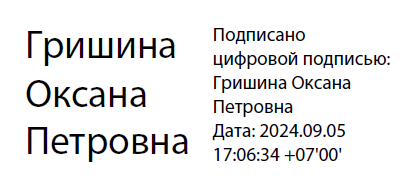 Гришина
Оксана
Петровна
Подписано
цифровой подписью:
Гришина Оксана
Петровна
Дата: 2024.09.05
17:06:34 +07'00'